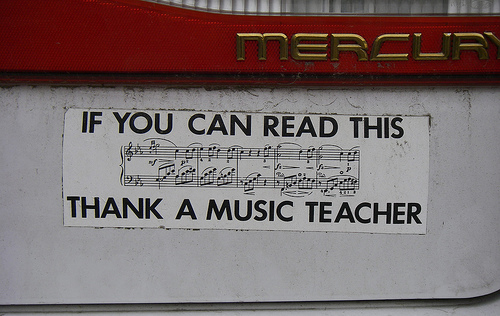 MERCURY
IF YOU CAN READ THIS
THANK A MUSIC TEACHER